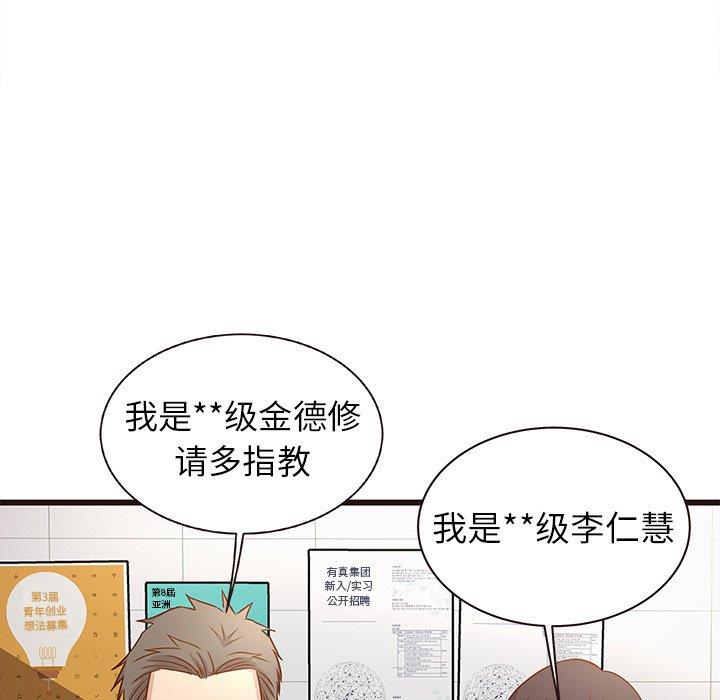 我是**级金德修
请多指教
我是**级李仁慧
第3届
青年创业
想法募集
第8届
亚洲
有真集团
新入/实习
公开招聘